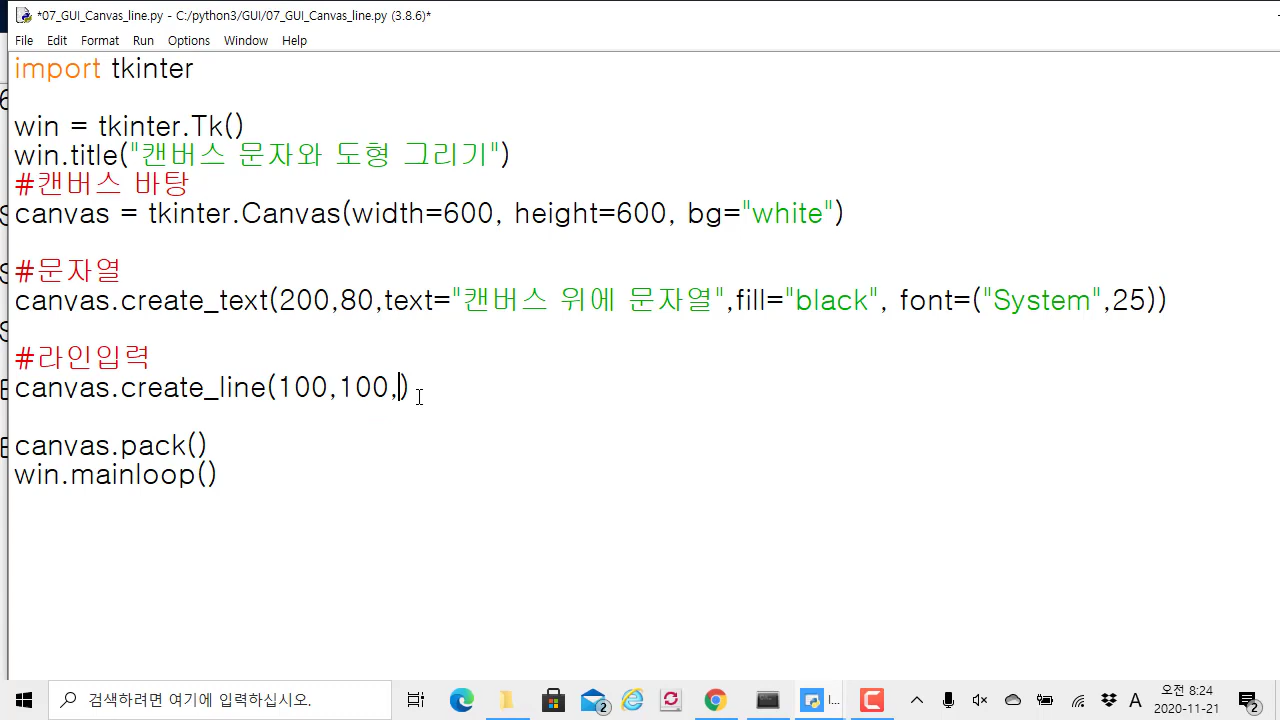 *07_GUI_Canvas_line.py - C:/python3/GUI/07_GUI_Canvas_line.py (3.8.6)*
File Edit Format Run Options Window Help
import tkinter
win = tkinter.Tk()
win.title("캔버스 문자와 도형 그리기")
#캔버스 바탕
canvas = tkinter.Canvas(width=600, height=600, bg="white")
#문자열
canvas.create_text(200,80,text="캔버스 위에 문자열",fill="black", font=("System",25))
#라인입력
canvas.create_line(100,100,)
canvas.pack()
win.mainloop()
검색하려면 여기에 입력하십시오.
2
I...
A
오전 8:24
2020-11-21
2